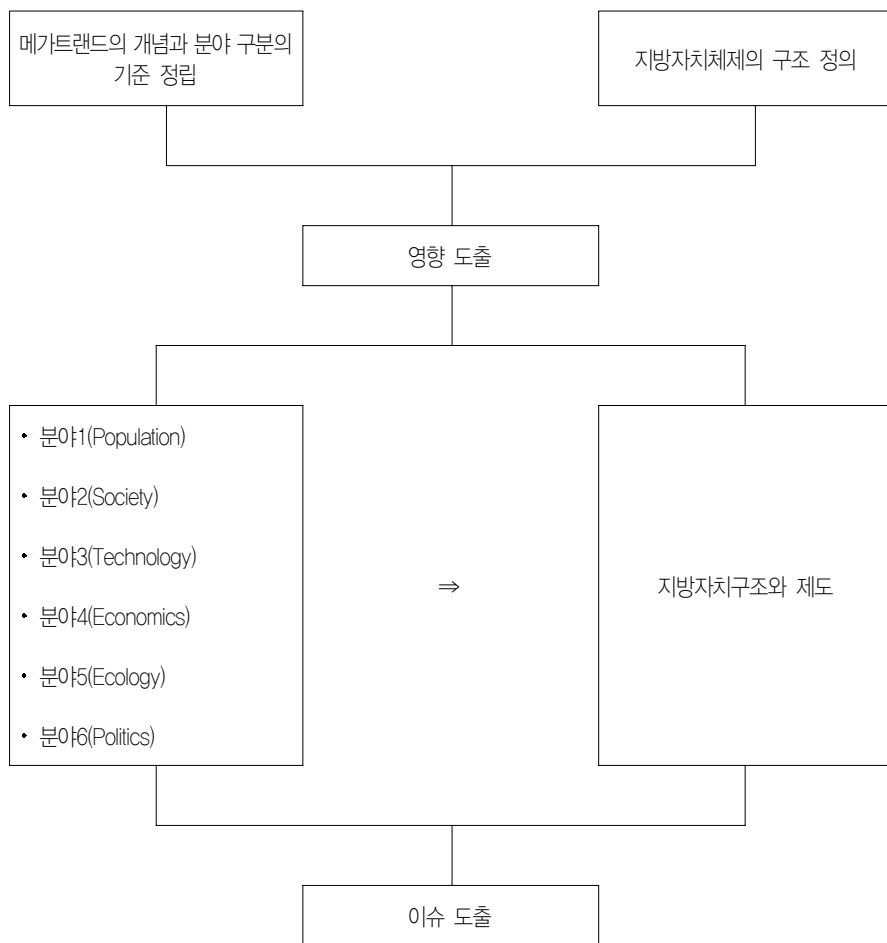 메가트랜드의 개념과 분야 구분의
기준 정립
지방자치체제의 구조 정의
영향 도출
• 분야1(Population)
• 분야2(Society)
• 분야3(Technology)
• 분야4(Economics)
• 분야5(Ecology)
• 분야6(Politics)
⇒
지방자치구조와 제도
이슈 도출